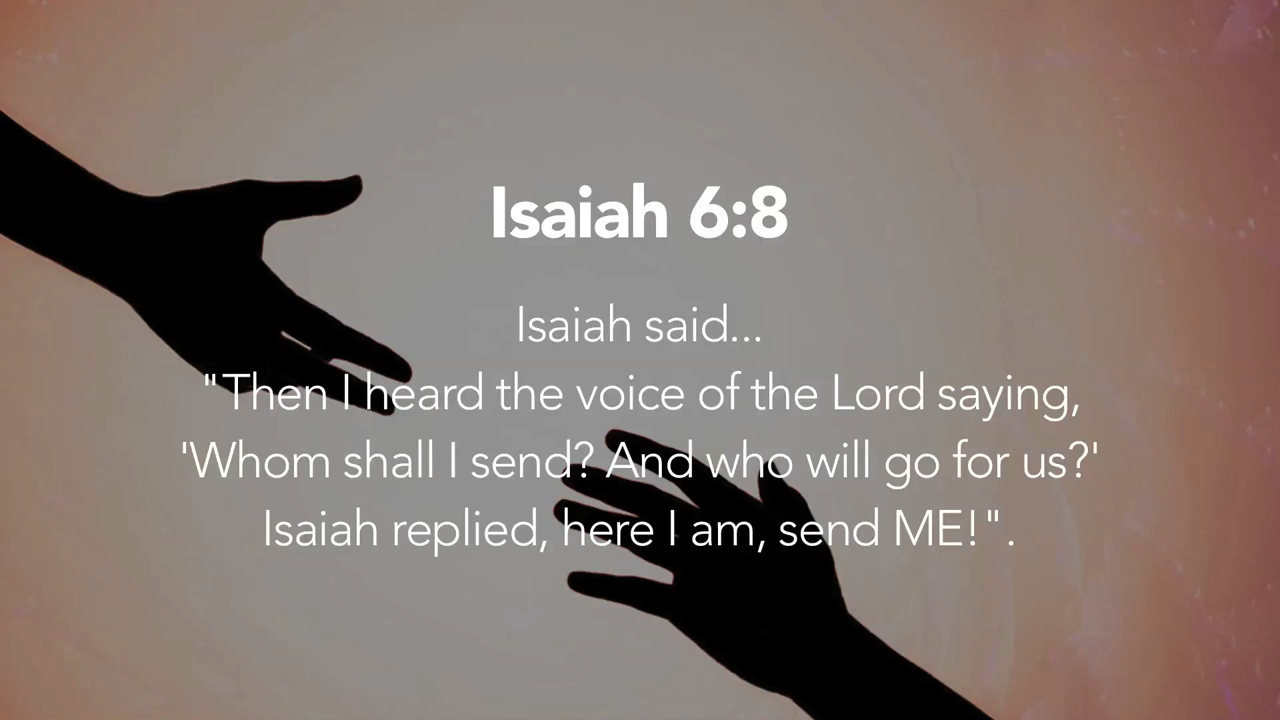 Isaiah 6:8
Isaiah said...
"Then I heard the voice of the Lord saying,
'Whom shall I send? And who will go for us?'
Isaiah replied, here I am, send ME!".